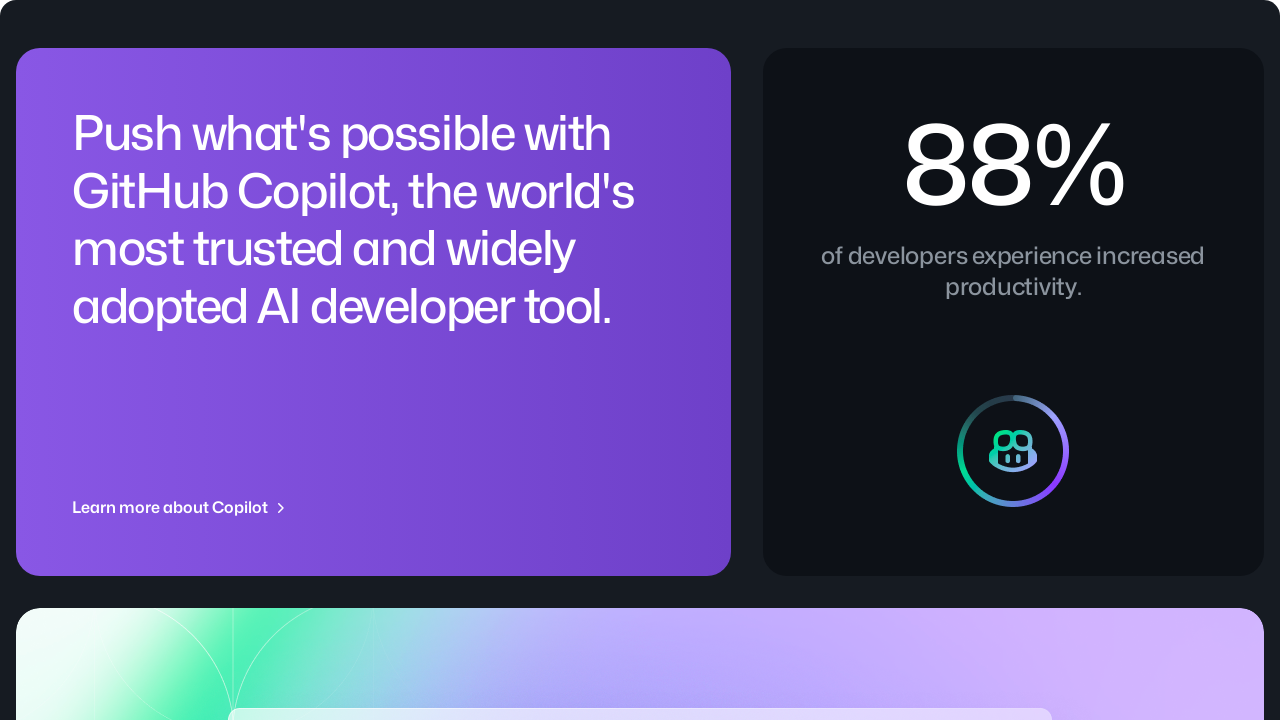 Push what's possible with
GitHub Copilot, the world's
most trusted and widely
adopted AI developer tool.
Learn more about Copilot
88%
of developers experience increased
productivity.